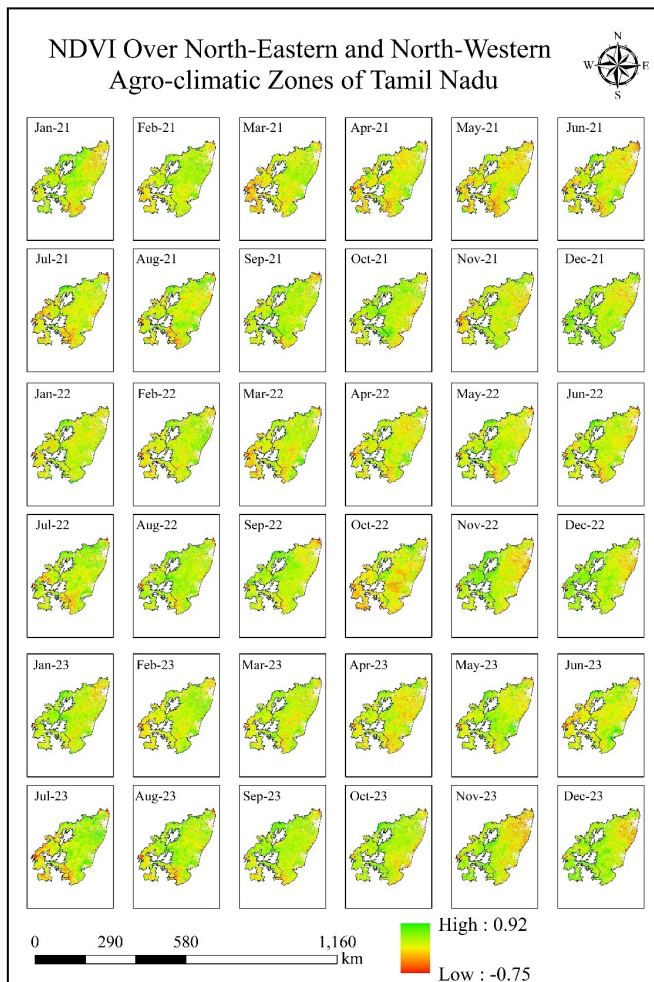 NDVI Over North-Eastern and North-Western
Agro-climatic Zones of Tamil Nadu
N
W E
S
Jan-21 Feb-21 Mar-21 Apr-21 May-21 Jun-21
Jul-21 Aug-21 Sep-21 Oct-21 Nov-21 Dec-21
Jan-22 Feb-22 Mar-22 Apr-22 May-22 Jun-22
Jul-22 Aug-22 Sep-22 Oct-22 Nov-22 Dec-22
Jan-23 Feb-23 Mar-23 Apr-23 May-23 Jun-23
Jul-23 Aug-23 Sep-23 Oct-23 Nov-23 Dec-23
0 290 580 1,160
km
High : 0.92
Low : -0.75